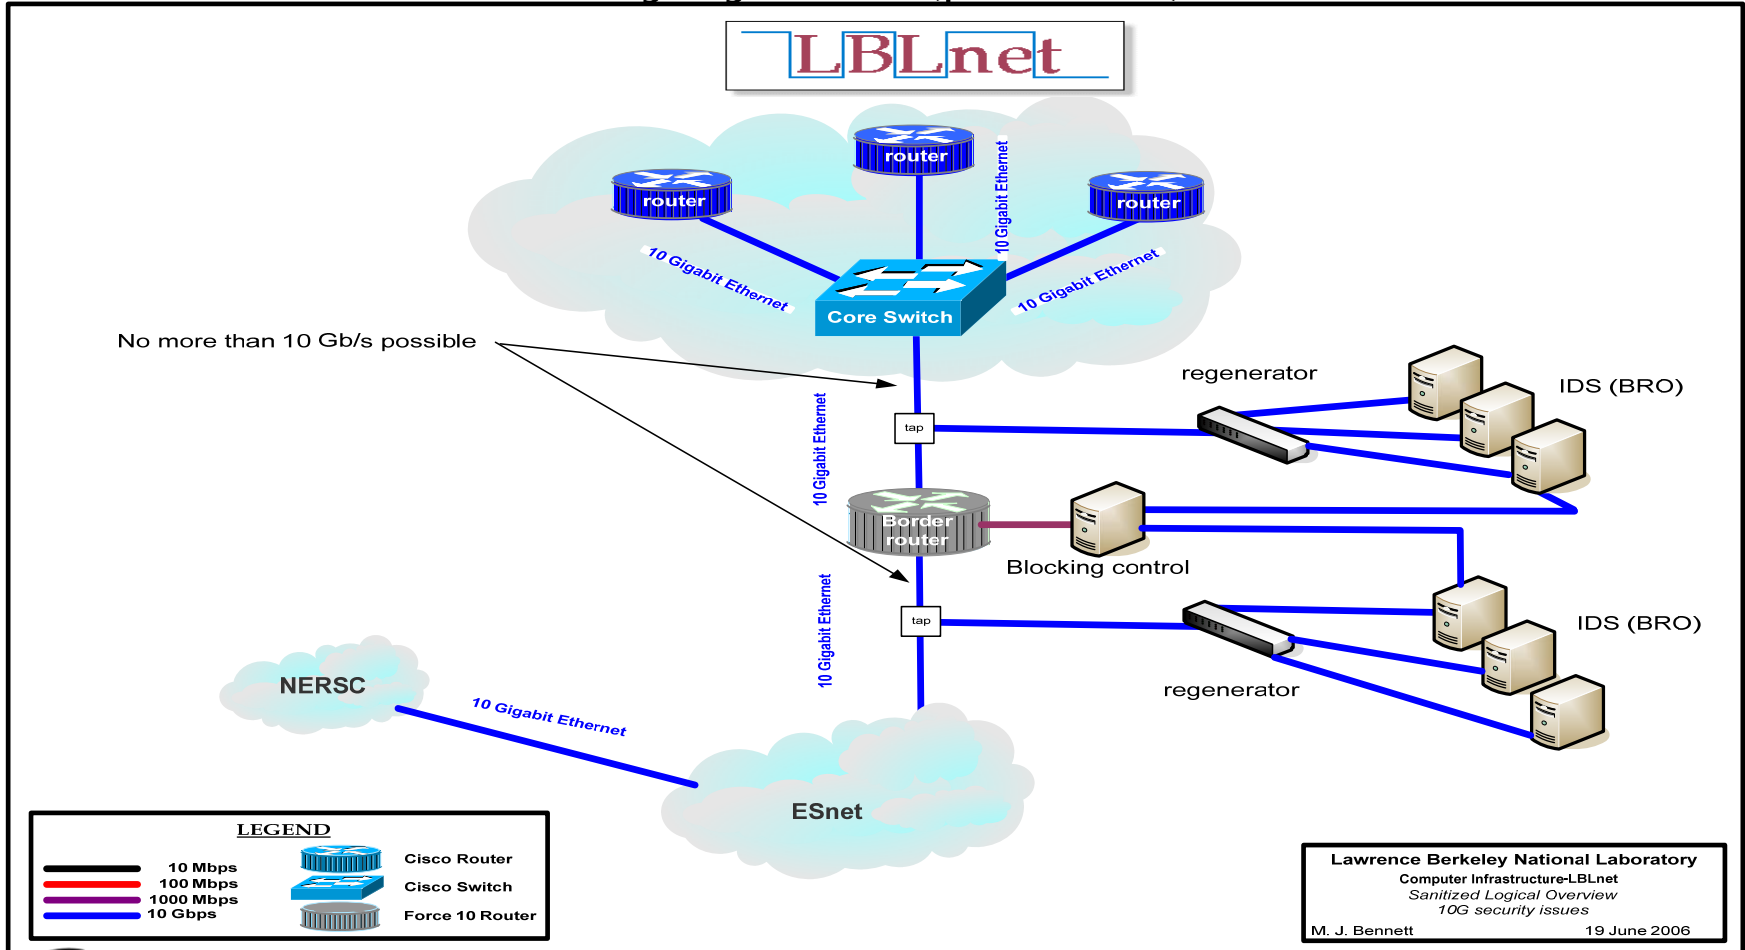 LBLnet
router
router
router
10 Gigabit Ethernet
10 Gigabit Ethernet
10 Gigabit Ethernet
Core Switch
No more than 10 Gb/s possible
regenerator
IDS (BRO)
10 Gigabit Ethernet
tap
Border
router
Blocking control
10 Gigabit Ethernet
tap
IDS (BRO)
regenerator
NERSC
10 Gigabit Ethernet
ESnet
LEGEND
10 Mbps
100 Mbps
1000 Mbps
10 Gbps
Cisco Router
Cisco Switch
Force 10 Router
Lawrence Berkeley National Laboratory
Computer Infrastructure-LBLnet
Sanitized Logical Overview
10G security issues
M. J. Bennett 19 June 2006